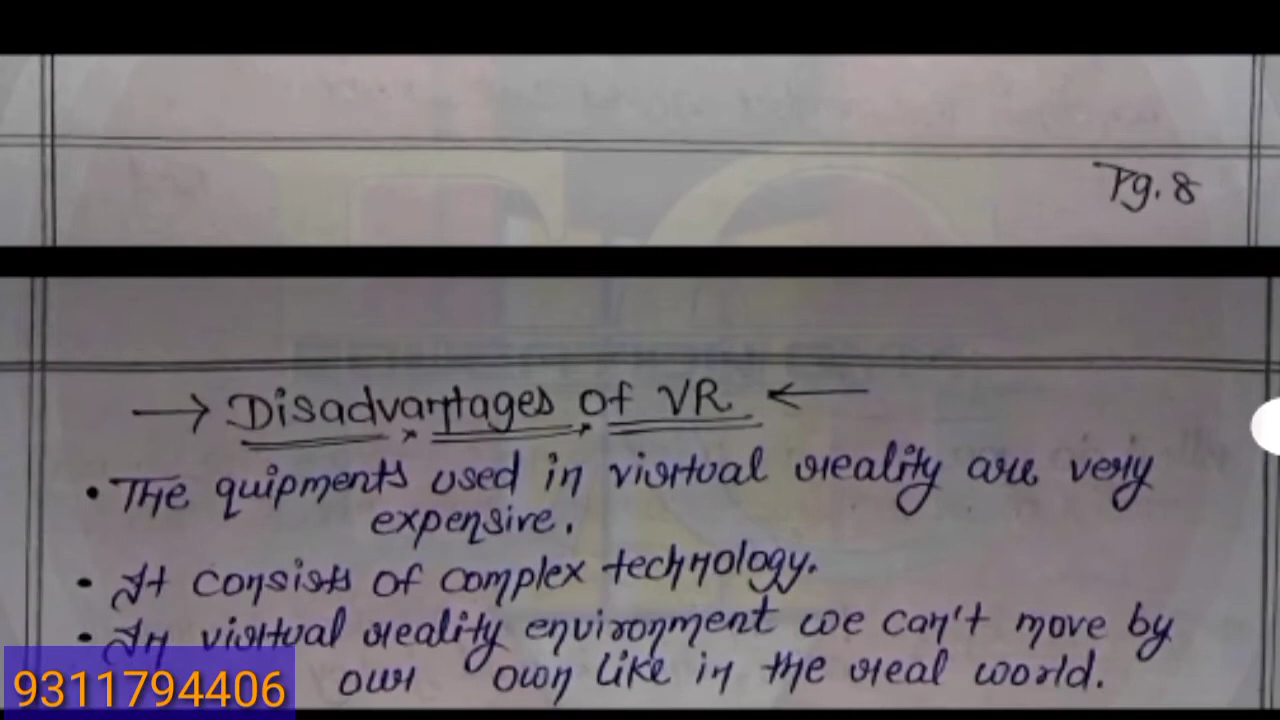 Pg. 8
→ Disadvantages of VR ←
• The quipments used in virtual reality are very
expensive.
• It consists of complex technology.
• In virtual reality environment we can't move by
our own like in the real world.
9311794406